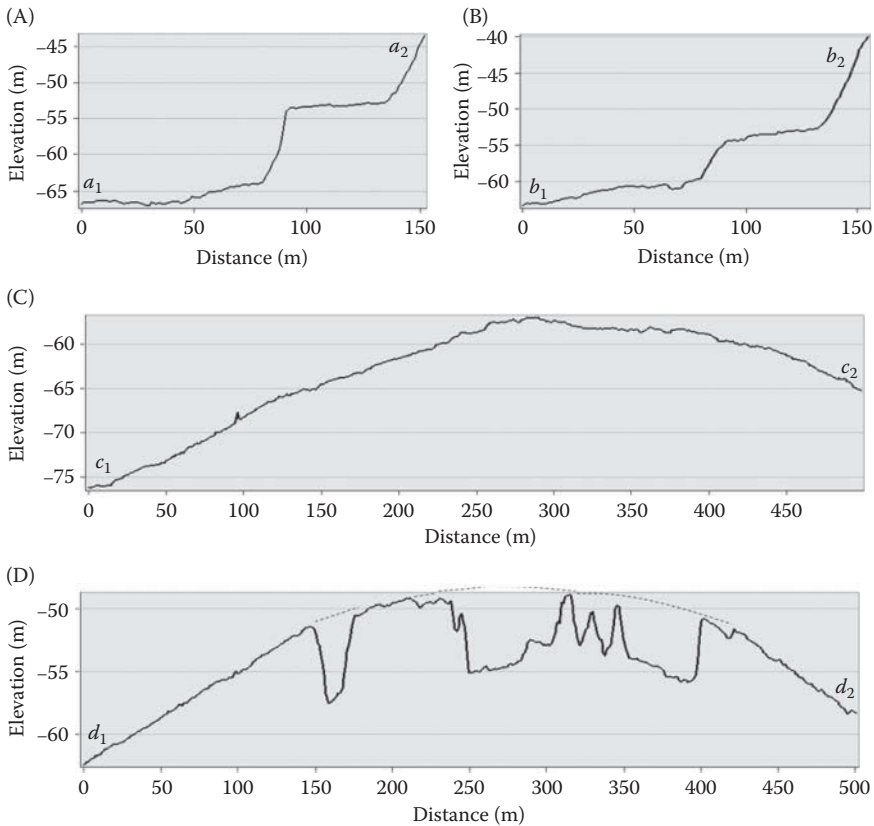 (A)
Elevation (m)
–45
–50
–55
–60
–65
a1
a2
0
50
100
150
Distance (m)
(B)
Elevation (m)
–40
–45
–50
–55
–60
b1
b2
0
50
100
150
Distance (m)
(C)
Elevation (m)
–60
–65
–70
–75
c1
c2
0
50
100
150
200
250
300
350
400
450
Distance (m)
(D)
Elevation (m)
–50
–55
–60
d1
d2
0
50
100
150
200
250
300
350
400
450
500
Distance (m)